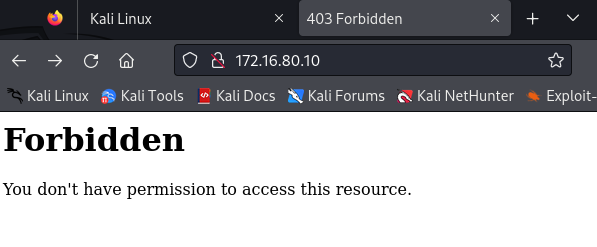 Kali Linux
403 Forbidden
172.16.80.10
Kali Linux
Kali Tools
Kali Docs
Kali Forums
Kali NetHunter
Exploit-
Forbidden
You don't have permission to access this resource.